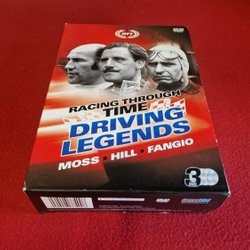 RACING THROUGH
TIME
DRIVING
LEGENDS
MOSS • HILL • FANGIO
3